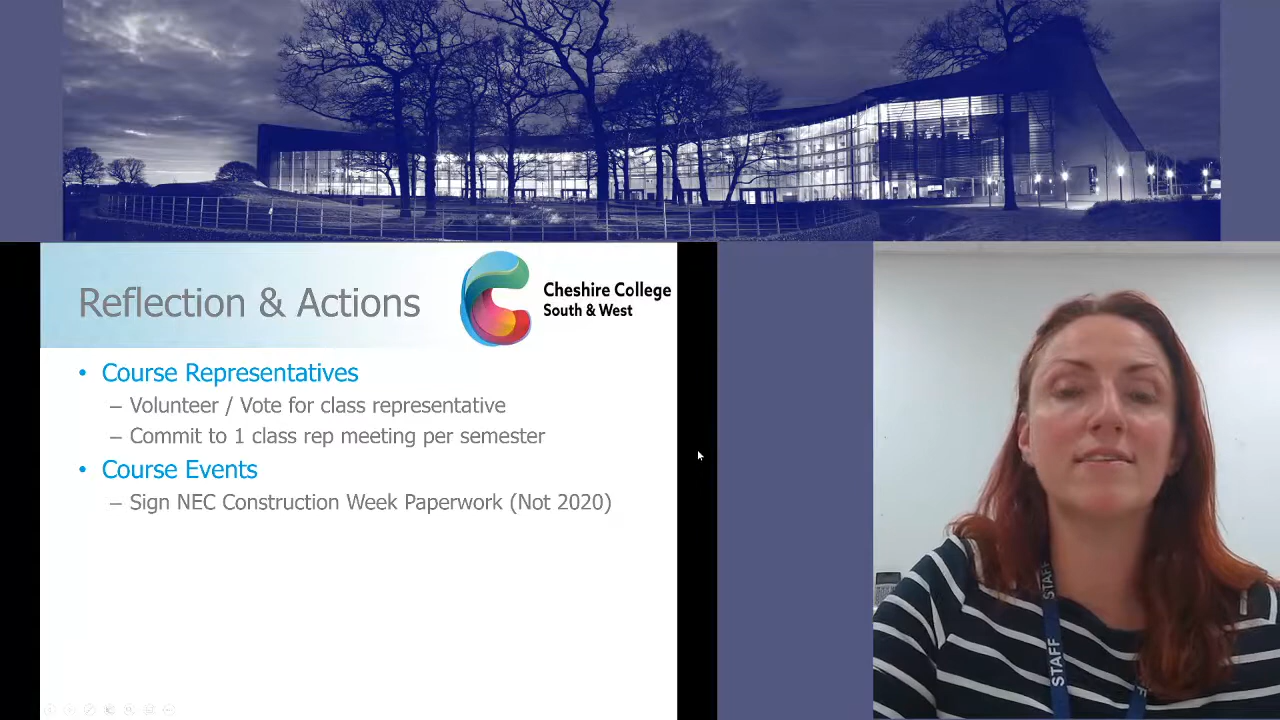 Reflection & Actions
Cheshire College
South & West
• Course Representatives
– Volunteer / Vote for class representative
– Commit to 1 class rep meeting per semester
• Course Events
– Sign NEC Construction Week Paperwork (Not 2020)
STAFF
STAFF